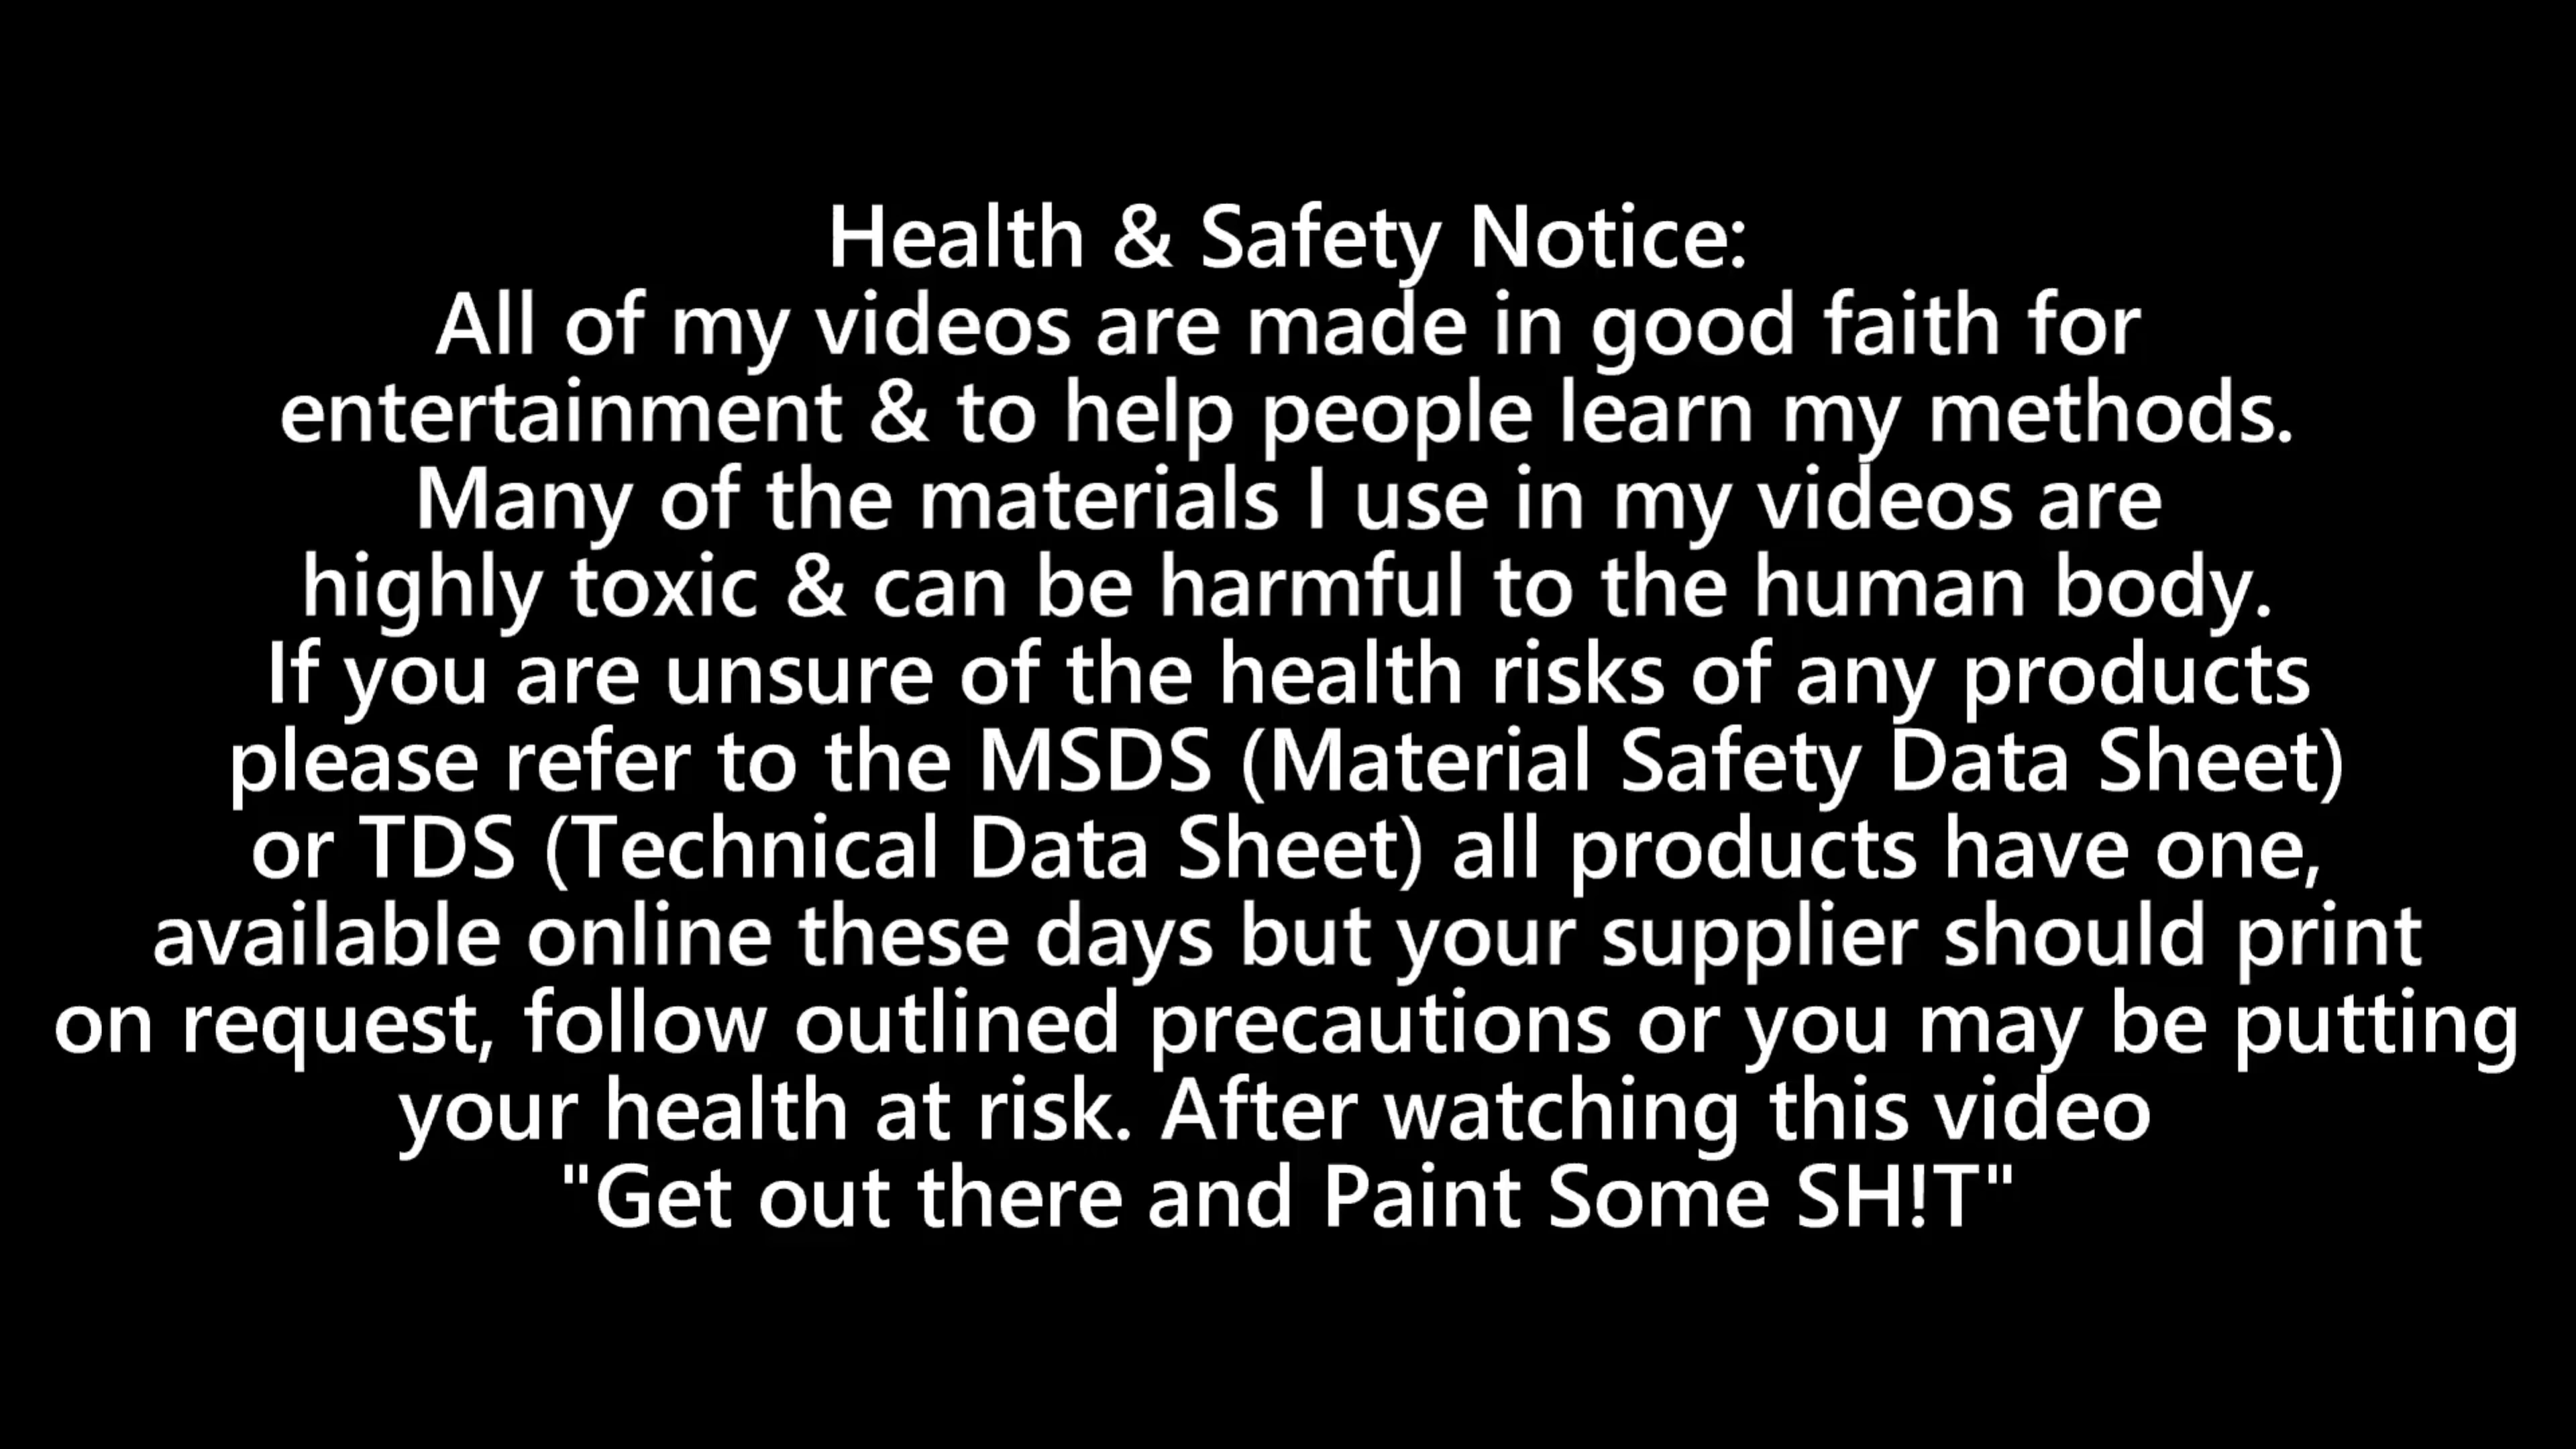 Health & Safety Notice:
All of my videos are made in good faith for
entertainment & to help people learn my methods.
Many of the materials I use in my videos are
highly toxic & can be harmful to the human body.
If you are unsure of the health risks of any products
please refer to the MSDS (Material Safety Data Sheet)
or TDS (Technical Data Sheet) all products have one,
available online these days but your supplier should print
on request, follow outlined precautions or you may be putting
your health at risk. After watching this video
"Get out there and Paint Some SH!T"